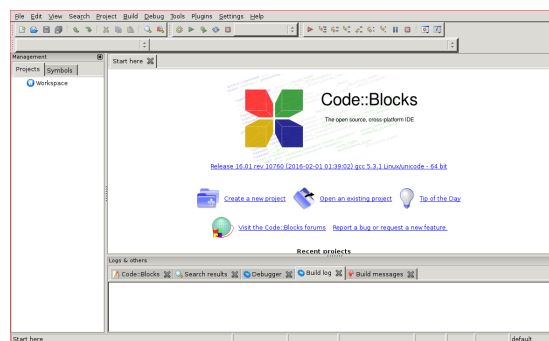 File Edit View Search Project Build Debug Tools Plugins Settings Help
Management
Start here
Projects Symbols
Workspace
Code::Blocks
The open source, cross-platform IDE
Release 16.01 rev 10760 (2016-02-01 01:39:02) gcc 5.3.1 Linux/unicode - 64 bit
Create a new project Open an existing project Tip of the Day
Visit the Code::Blocks forums Report a bug or request a new feature
Recent projects
Logs & others
Code::Blocks Search results Debugger Build log Build messages
Start here default